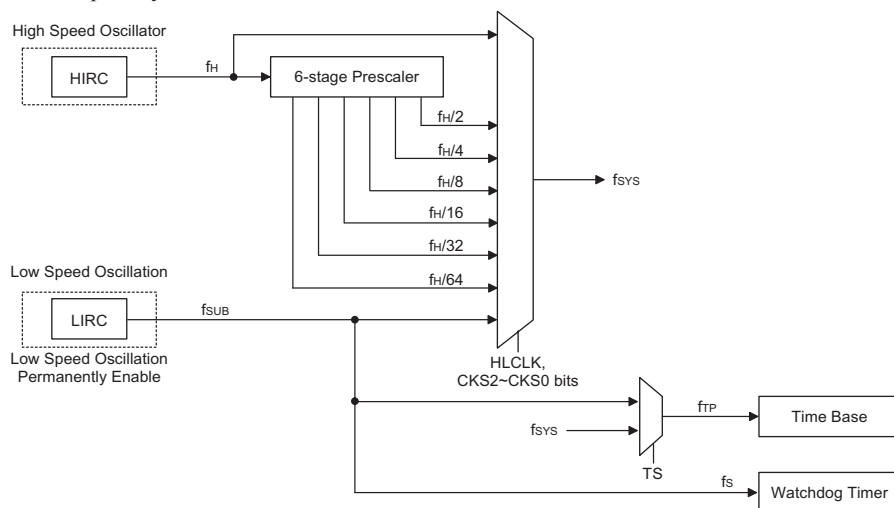 High Speed Oscillator
HIRC
fH
6-stage Prescaler
fH/2
fH/4
fH/8
fH/16
fH/32
fH/64
fSYS
Low Speed Oscillation
LIRC
fSUB
Low Speed Oscillation
Permanently Enable
HLCLK,
CKS2~CKS0 bits
fSYS
TS
fTP
Time Base
fS
Watchdog Timer